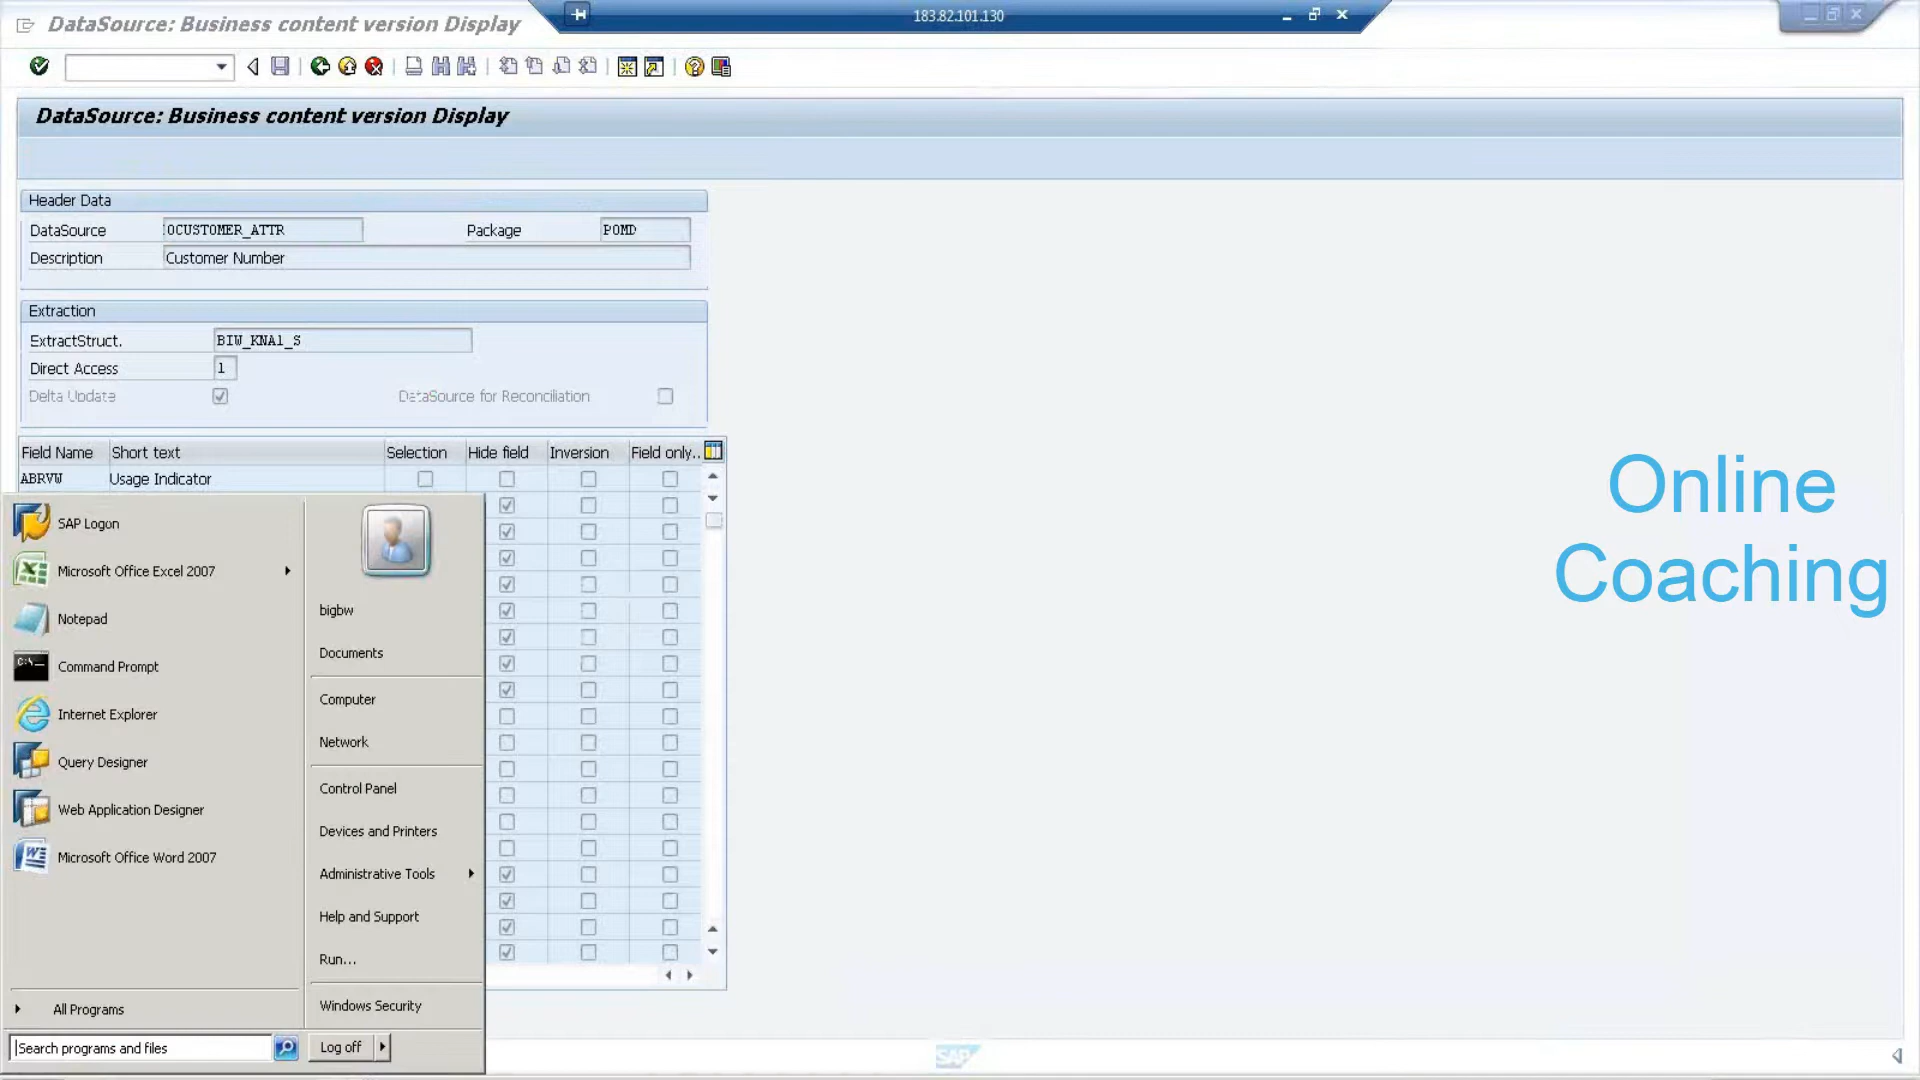 DataSource: Business content version Display
183.82.101.130
DataSource: Business content version Display
Header Data
DataSource 0CUSTOMER_ATTR Package POMD
Description Customer Number
Extraction
ExtractStruct. BIW_KNA1_S
Direct Access 1
Delta Update DataSource for Reconciliation
Field Name Short text Selection Hide field Inversion Field only..
ABRVW Usage Indicator
SAP Logon
Microsoft Office Excel 2007
Notepad
Command Prompt
Internet Explorer
Query Designer
Web Application Designer
Microsoft Office Word 2007
All Programs
Search programs and files
bigbw
Documents
Computer
Network
Control Panel
Devices and Printers
Administrative Tools
Help and Support
Run...
Windows Security
Log off
Online
Coaching
SAP